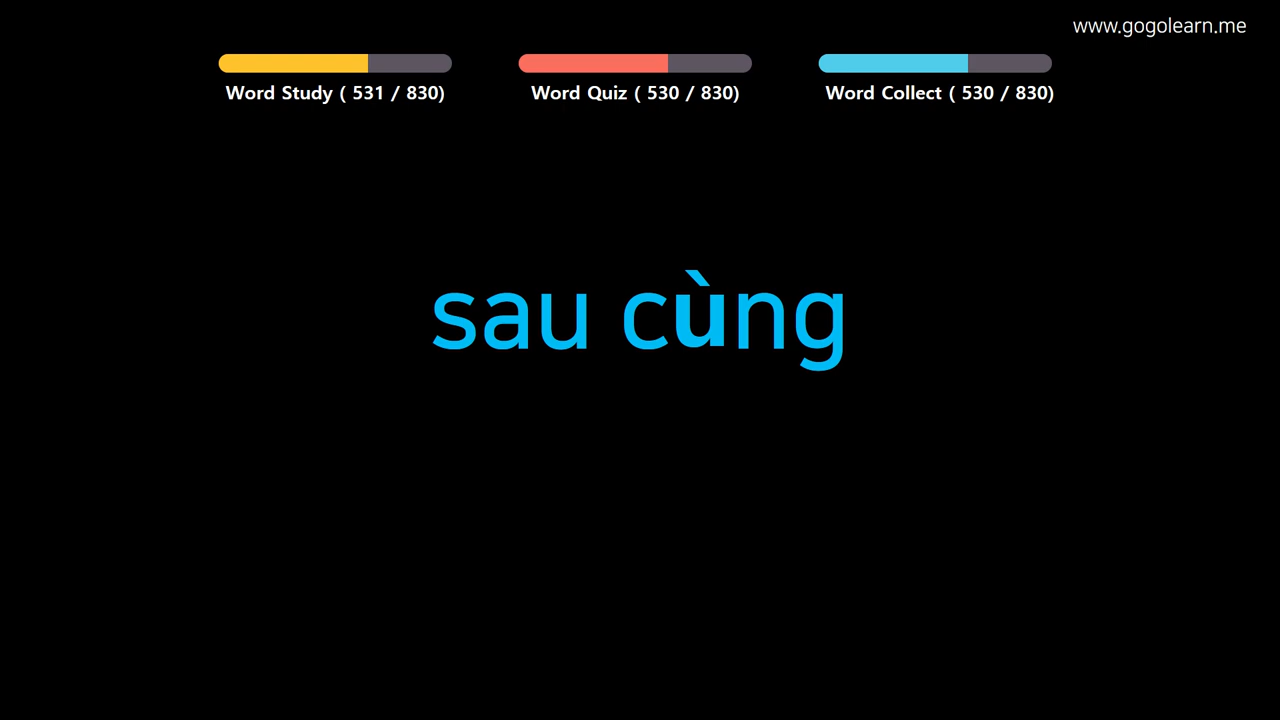 www.gogolearn.me
Word Study ( 531 / 830)
Word Quiz ( 530 / 830)
Word Collect ( 530 / 830)
sau cùng